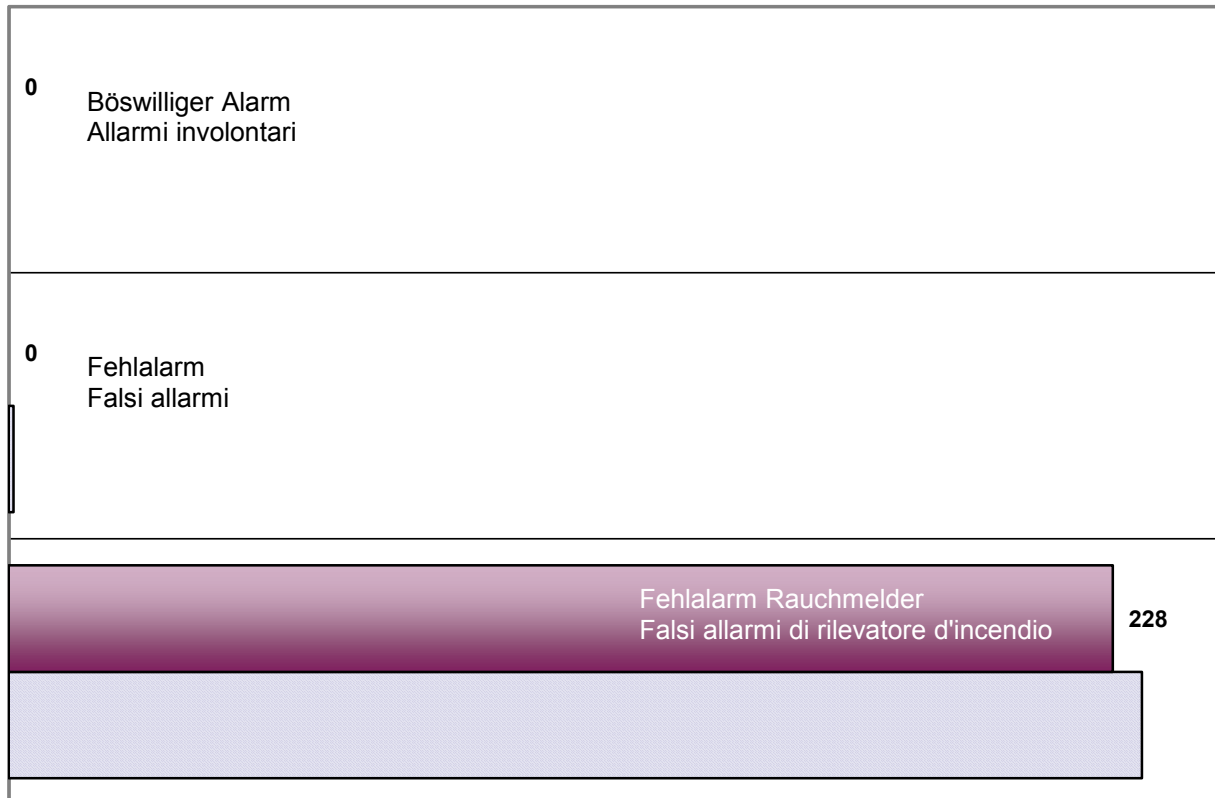 0
Böswilliger Alarm
Allarmi involontari
0
Fehlalarm
Falsi allarmi
Fehlalarm Rauchmelder
Falsi allarmi di rilevatore d'incendio
228